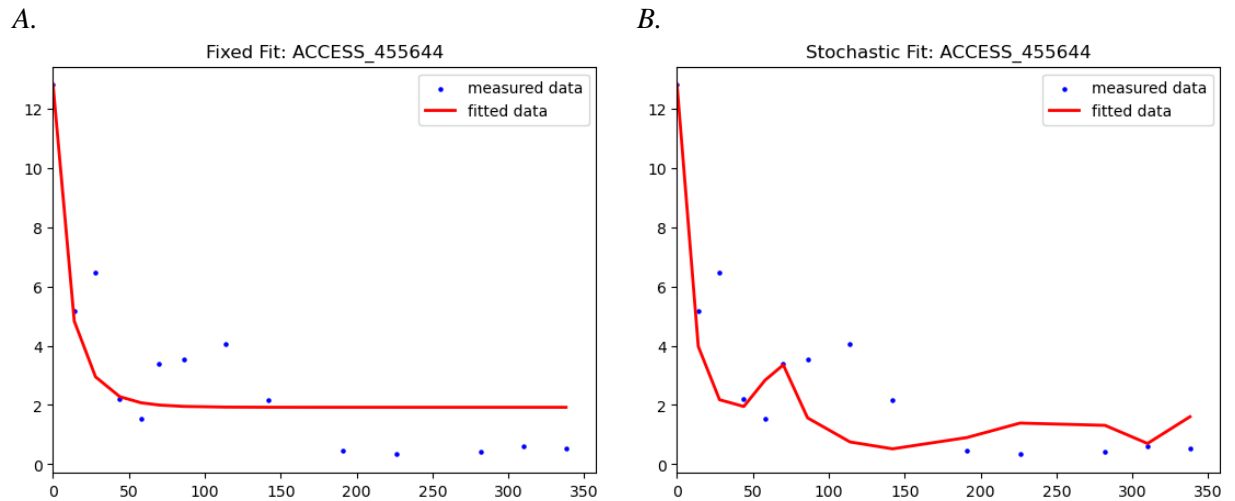 A.
Fixed Fit: ACCESS_455644
measured data
fitted data
12
10
8
6
4
2
0
0 50 100 150 200 250 300 350
B.
Stochastic Fit: ACCESS_455644
measured data
fitted data
12
10
8
6
4
2
0
0 50 100 150 200 250 300 350